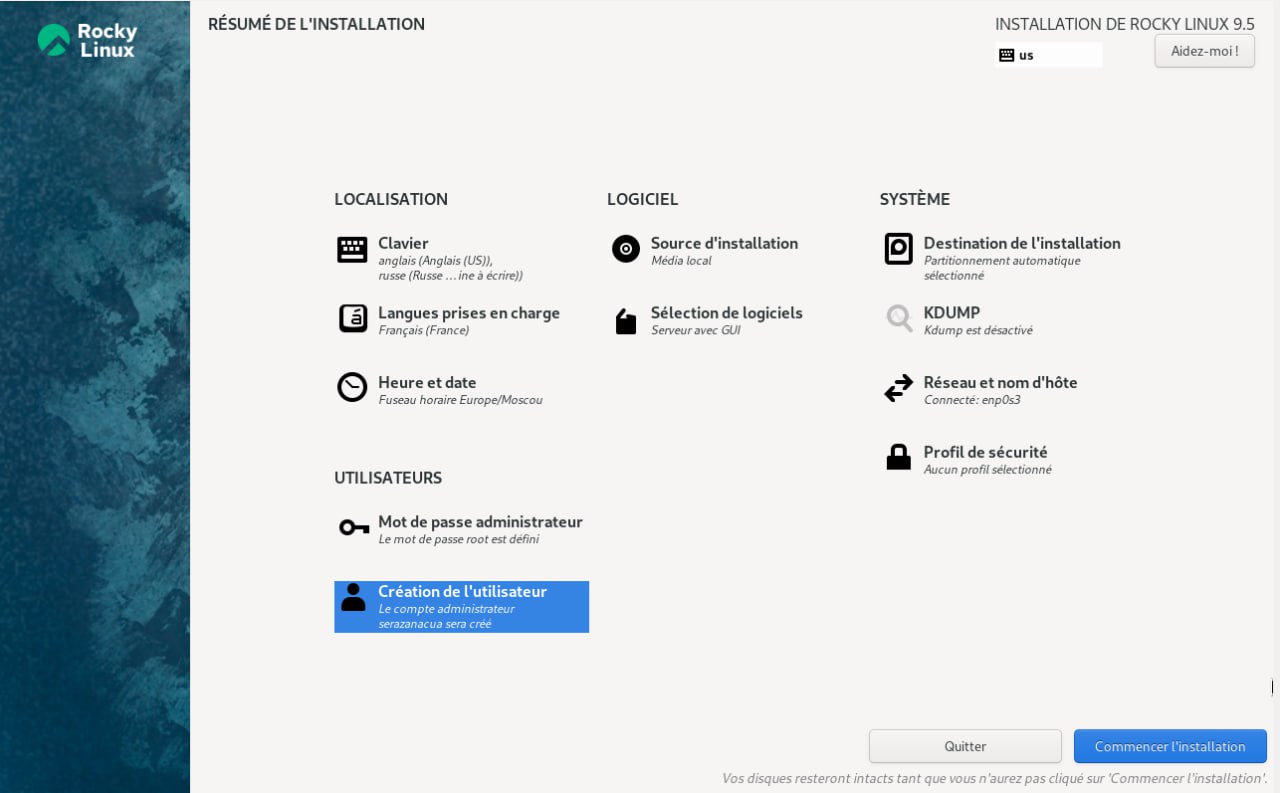 Rocky
Linux
RÉSUMÉ DE L'INSTALLATION
INSTALLATION DE ROCKY LINUX 9.5
us
Aidez-moi !
LOCALISATION
Clavier
anglais (Anglais (US)),
russe (Russe …ine à écrire))
Langues prises en charge
Français (France)
Heure et date
Fuseau horaire Europe/Moscou
LOGICIEL
Source d'installation
Média local
Sélection de logiciels
Serveur avec GUI
SYSTÈME
Destination de l'installation
Partitionnement automatique
sélectionné
KDUMP
Kdump est désactivé
Réseau et nom d'hôte
Connecté: enp0s3
Profil de sécurité
Aucun profil sélectionné
UTILISATEURS
Mot de passe administrateur
Le mot de passe root est défini
Création de l'utilisateur
Le compte administrateur
serazanacua sera créé
Quitter
Commencer l'installation
Vos disques resteront intacts tant que vous n'aurez pas cliqué sur 'Commencer l'installation'.